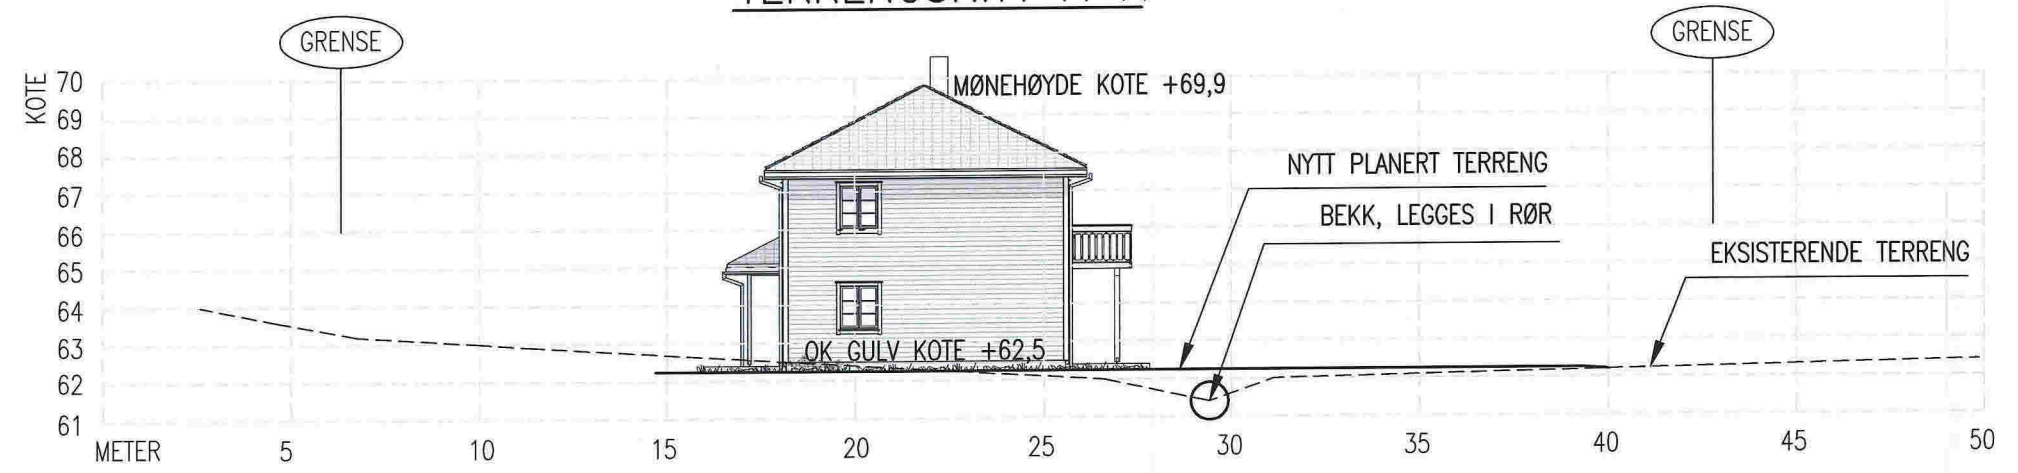 GRENSE
GRENSE
KOTE
70
69
68
67
66
65
64
63
62
61
MØNEHØYDE KOTE +69,9
NYTT PLANERT TERRENG
BEKK, LEGGES I RØR
EKSISTERENDE TERRENG
OK GULV KOTE +62,5
METER 5 10 15 20 25 30 35 40 45 50